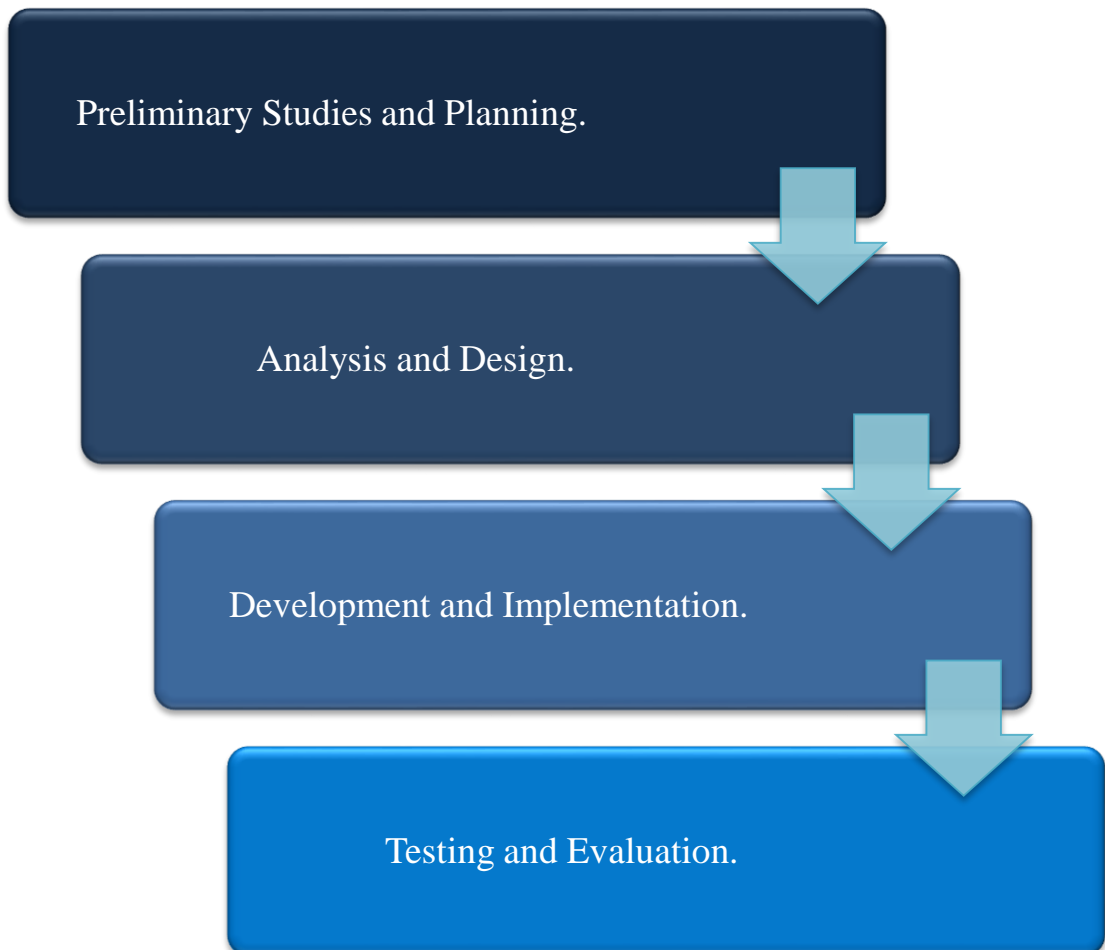 Preliminary Studies and Planning.
Analysis and Design.
Development and Implementation.
Testing and Evaluation.